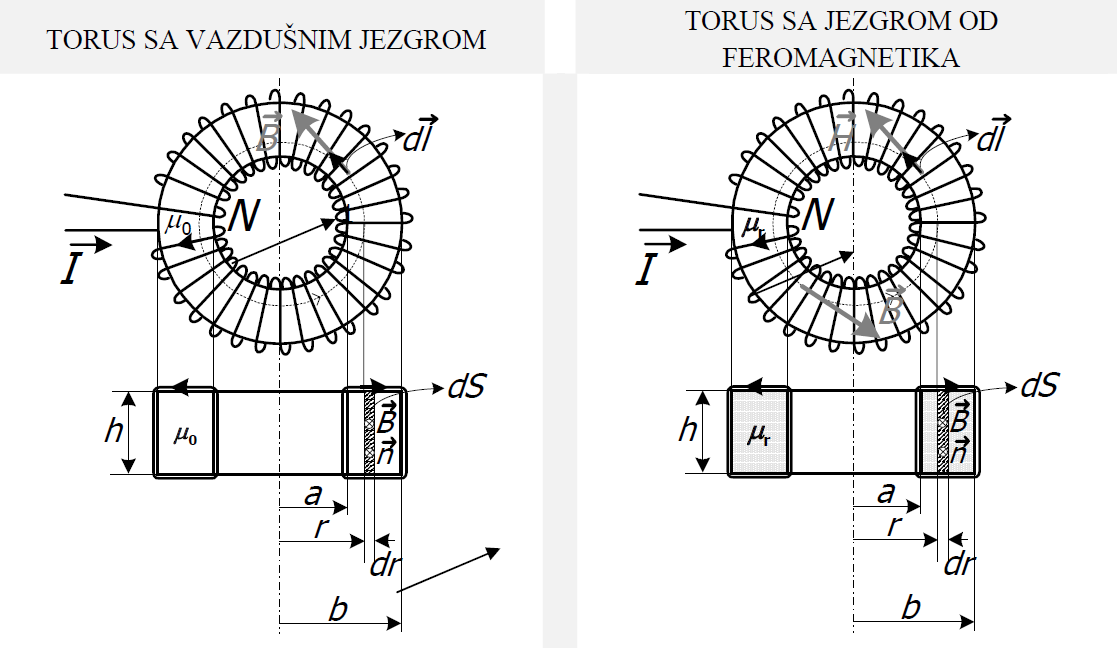 TORUS SA VAZDUŠNIM JEZGROM
B⃗
dl⃗
N
μ₀
I
dS
h
μ₀
B⃗
n⃗
a
r
dr
b
TORUS SA JEZGROM OD
FEROMAGNETIKA
H⃗
dl⃗
N
μᵣ
I
B⃗
dS
h
μᵣ
B⃗
n⃗
a
r
dr
b